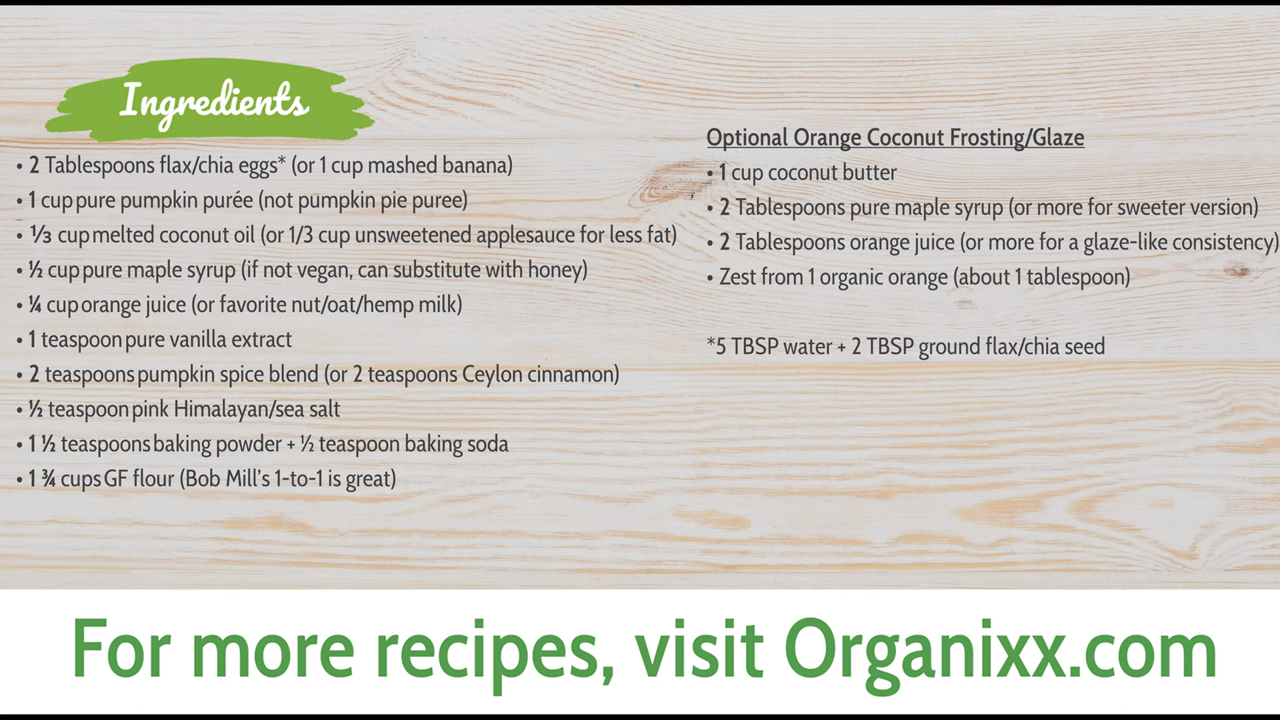 Ingredients
• 2 Tablespoons flax/chia eggs* (or 1 cup mashed banana)
• 1 cup pure pumpkin purée (not pumpkin pie puree)
• ⅓ cup melted coconut oil (or 1/3 cup unsweetened applesauce for less fat)
• ½ cup pure maple syrup (if not vegan, can substitute with honey)
• ¼ cup orange juice (or favorite nut/oat/hemp milk)
• 1 teaspoon pure vanilla extract
• 2 teaspoons pumpkin spice blend (or 2 teaspoons Ceylon cinnamon)
• ½ teaspoon pink Himalayan/sea salt
• 1 ½ teaspoons baking powder + ½ teaspoon baking soda
• 1 ¾ cups GF flour (Bob Mill's 1-to-1 is great)
Optional Orange Coconut Frosting/Glaze
• 1 cup coconut butter
• 2 Tablespoons pure maple syrup (or more for sweeter version)
• 2 Tablespoons orange juice (or more for a glaze-like consistency)
• Zest from 1 organic orange (about 1 tablespoon)
*5 TBSP water + 2 TBSP ground flax/chia seed
For more recipes, visit Organixx.com